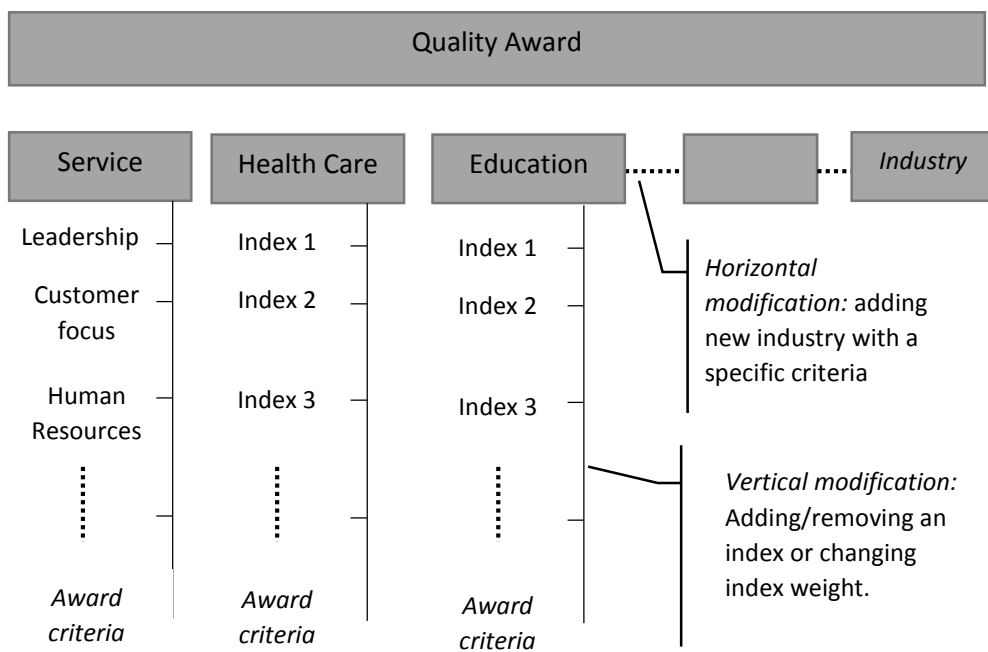 Quality Award
Service
Health Care
Education
Industry
Leadership
Customer
focus
Human
Resources
Award
criteria
Index 1
Index 2
Index 3
Award
criteria
Index 1
Index 2
Index 3
Award
criteria
Horizontal
modification: adding
new industry with a
specific criteria
Vertical modification:
Adding/removing an
index or changing
index weight.